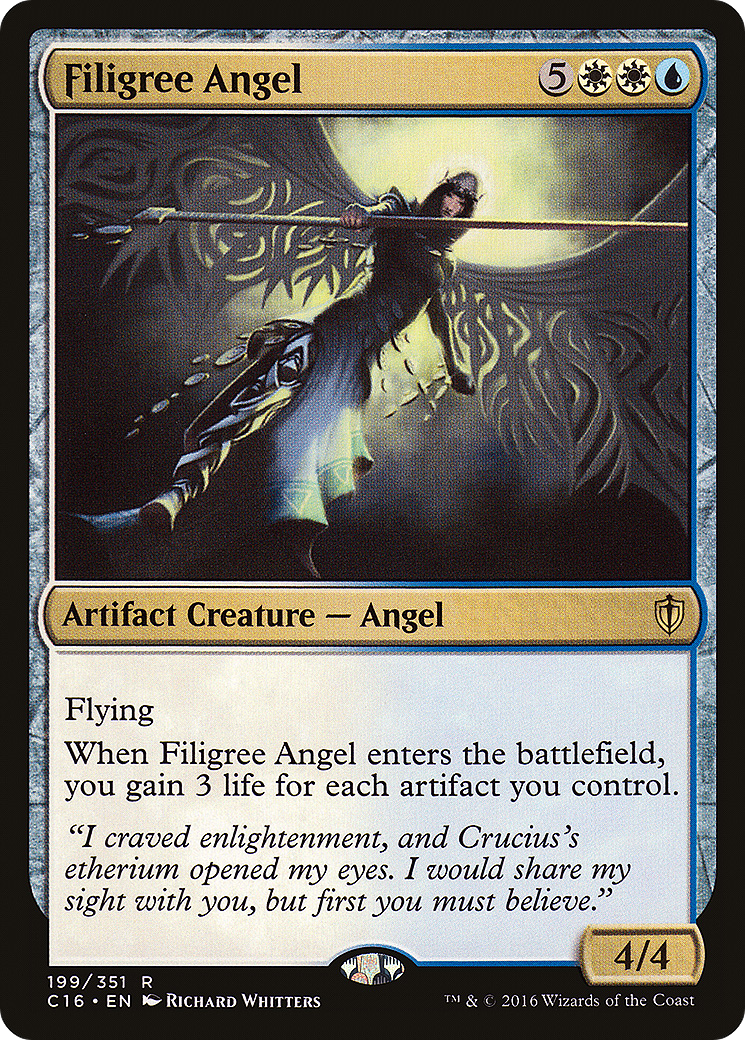 Filigree Angel 5
Artifact Creature — Angel
Flying
When Filigree Angel enters the battlefield,
you gain 3 life for each artifact you control.
“I craved enlightenment, and Crucius’s
etherium opened my eyes. I would share my
sight with you, but first you must believe.”
4/4
199/351 R
C16 • EN Richard Whitters
™ & © 2016 Wizards of the Coast